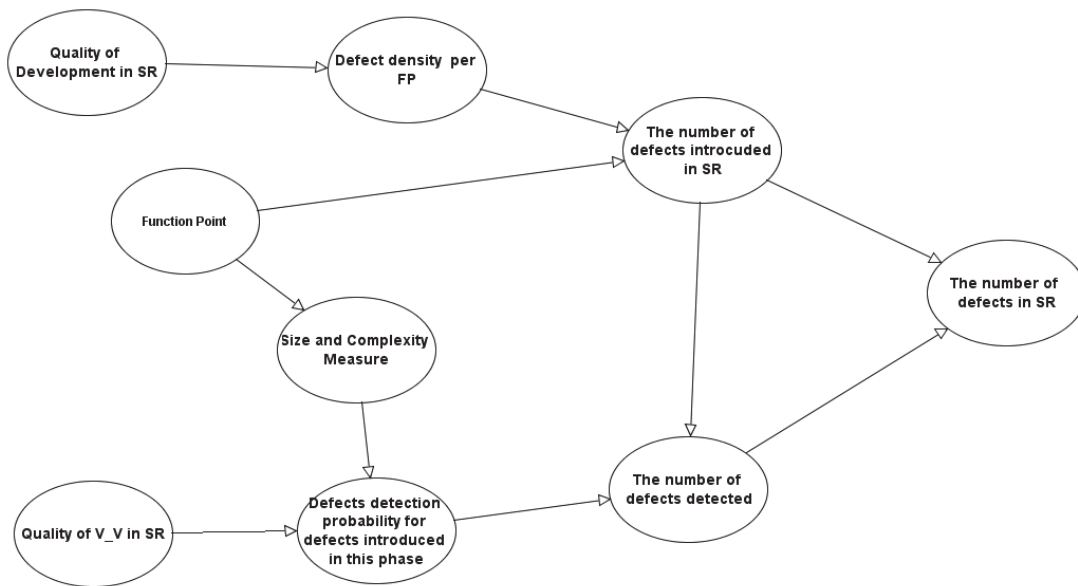 Quality of
Development in SR
Defect density per
FP
The number of
defects introcuded
in SR
Function Point
The number of
defects in SR
Size and Complexity
Measure
Quality of V_V in SR
Defects detection
probability for
defects introduced
in this phase
The number of
defects detected